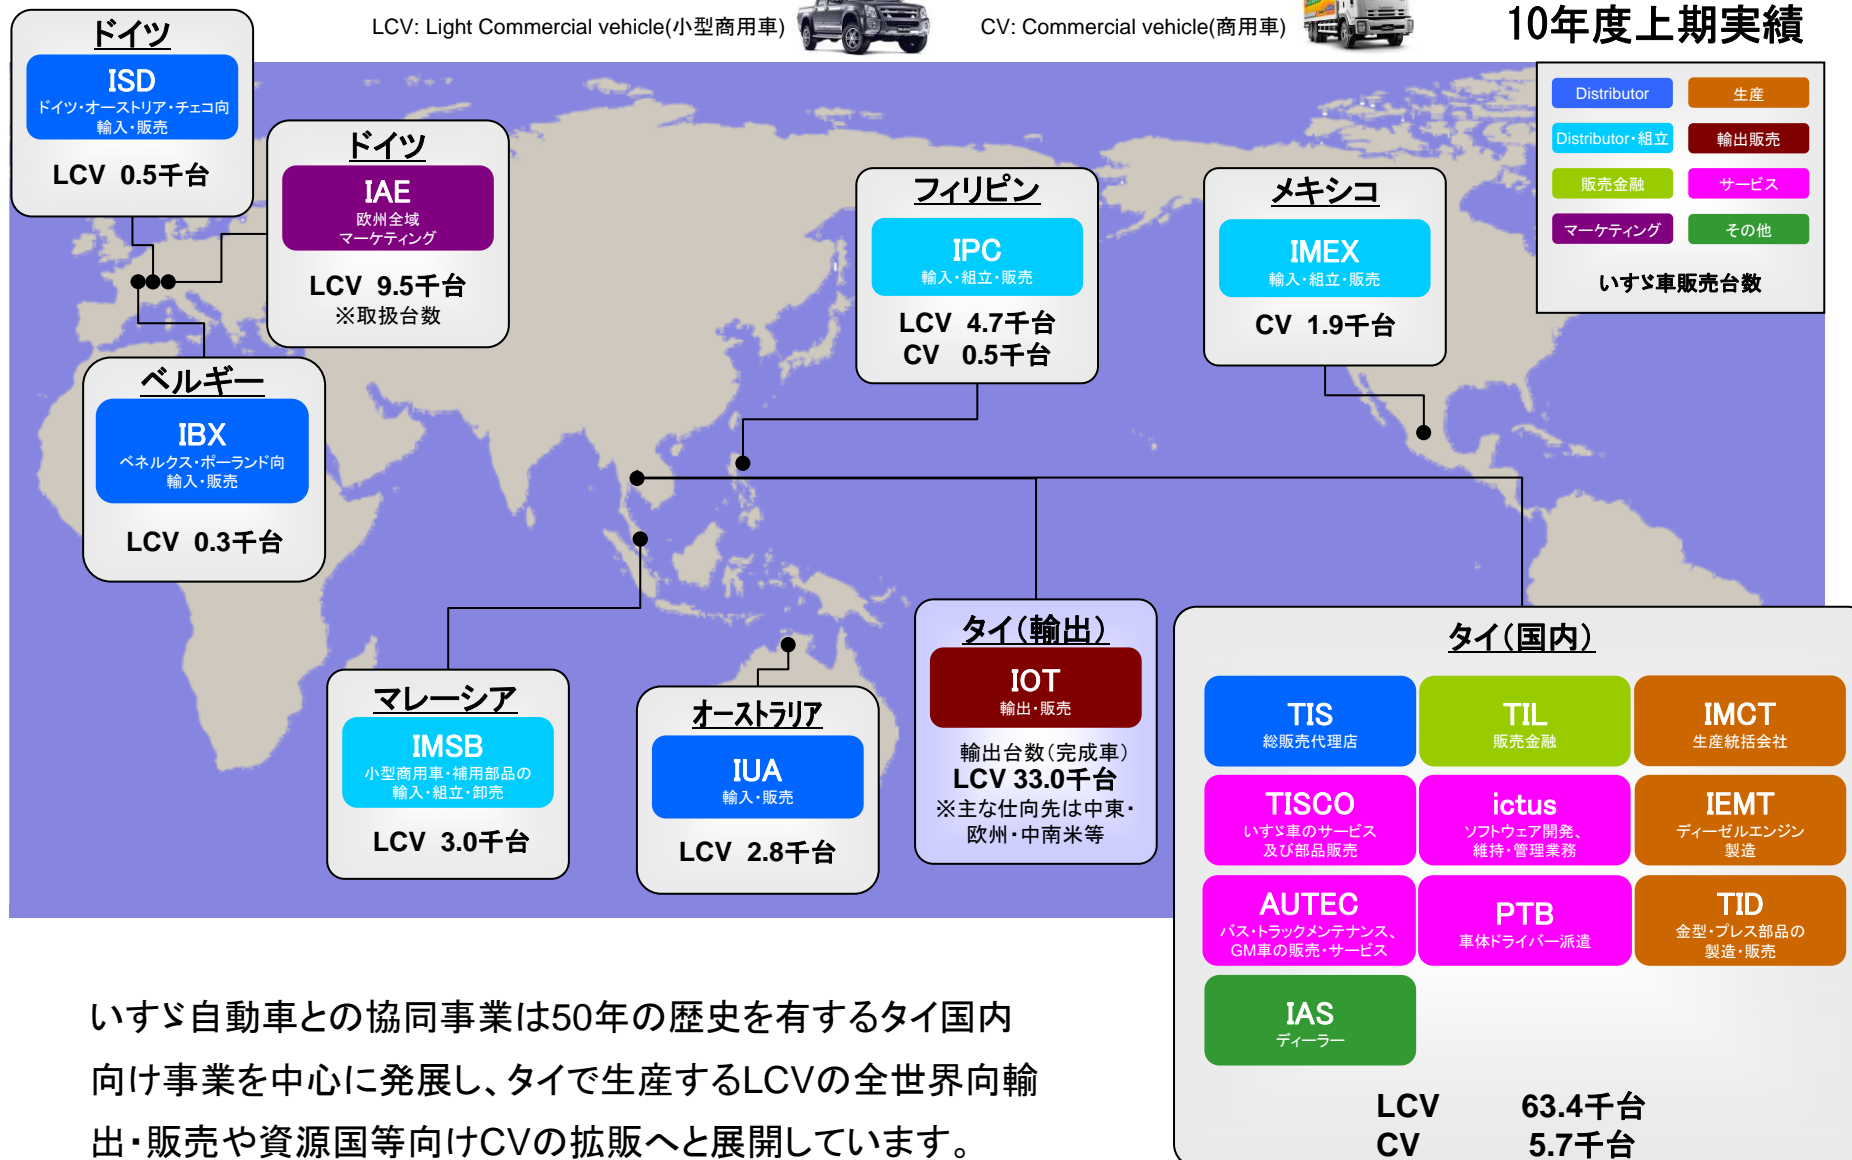 LCV: Light Commercial vehicle(小型商用車)
CV: Commercial vehicle(商用車)
10年度上期実績
ドイツ
ISD
ドイツ・オーストリア・チェコ向
輸入・販売
LCV 0.5千台
ドイツ
IAE
欧州全域
マーケティング
LCV 9.5千台
※取扱台数
フィリピン
IPC
輸入・組立・販売
LCV 4.7千台
CV 0.5千台
メキシコ
IMEX
輸入・組立・販売
CV 1.9千台
Distributor
生産
Distributor・組立
輸出販売
販売金融
サービス
マーケティング
その他
いすゞ車販売台数
ベルギー
IBX
ベネルクス・ポーランド向
輸入・販売
LCV 0.3千台
マレーシア
IMSB
小型商用車・補用部品の
輸入・組立・卸売
LCV 3.0千台
オーストラリア
IUA
輸入・販売
LCV 2.8千台
タイ(輸出)
IOT
輸出・販売
輸出台数(完成車)
LCV 33.0千台
※主な仕向先は中東・
欧州・中南米等
タイ(国内)
TIS
総販売代理店
TIL
販売金融
IMCT
生産統括会社
TISCO
いすゞ車のサービス
及び部品販売
ictus
ソフトウェア開発、
維持・管理業務
IEMT
ディーゼルエンジン
製造
AUTEC
バス・トラックメンテナンス、
GM車の販売・サービス
PTB
車体ドライバー派遣
TID
金型・プレス部品の
製造・販売
IAS
ディーラー
LCV 63.4千台
CV 5.7千台
いすゞ自動車との協同事業は50年の歴史を有するタイ国内
向け事業を中心に発展し、タイで生産するLCVの全世界向輸
出・販売や資源国等向けCVの拡販へと展開しています。